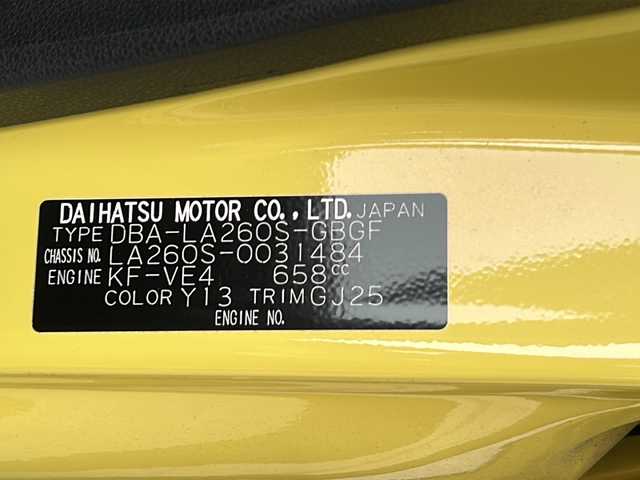 DAIHATSU MOTOR CO., LTD. JAPAN
TYPE DBA-LA260S-GBGF
CHASSIS NO. LA260S-0031484
ENGINE KF-VE4 658cc
COLOR Y13 TRIM GJ25
ENGINE NO.